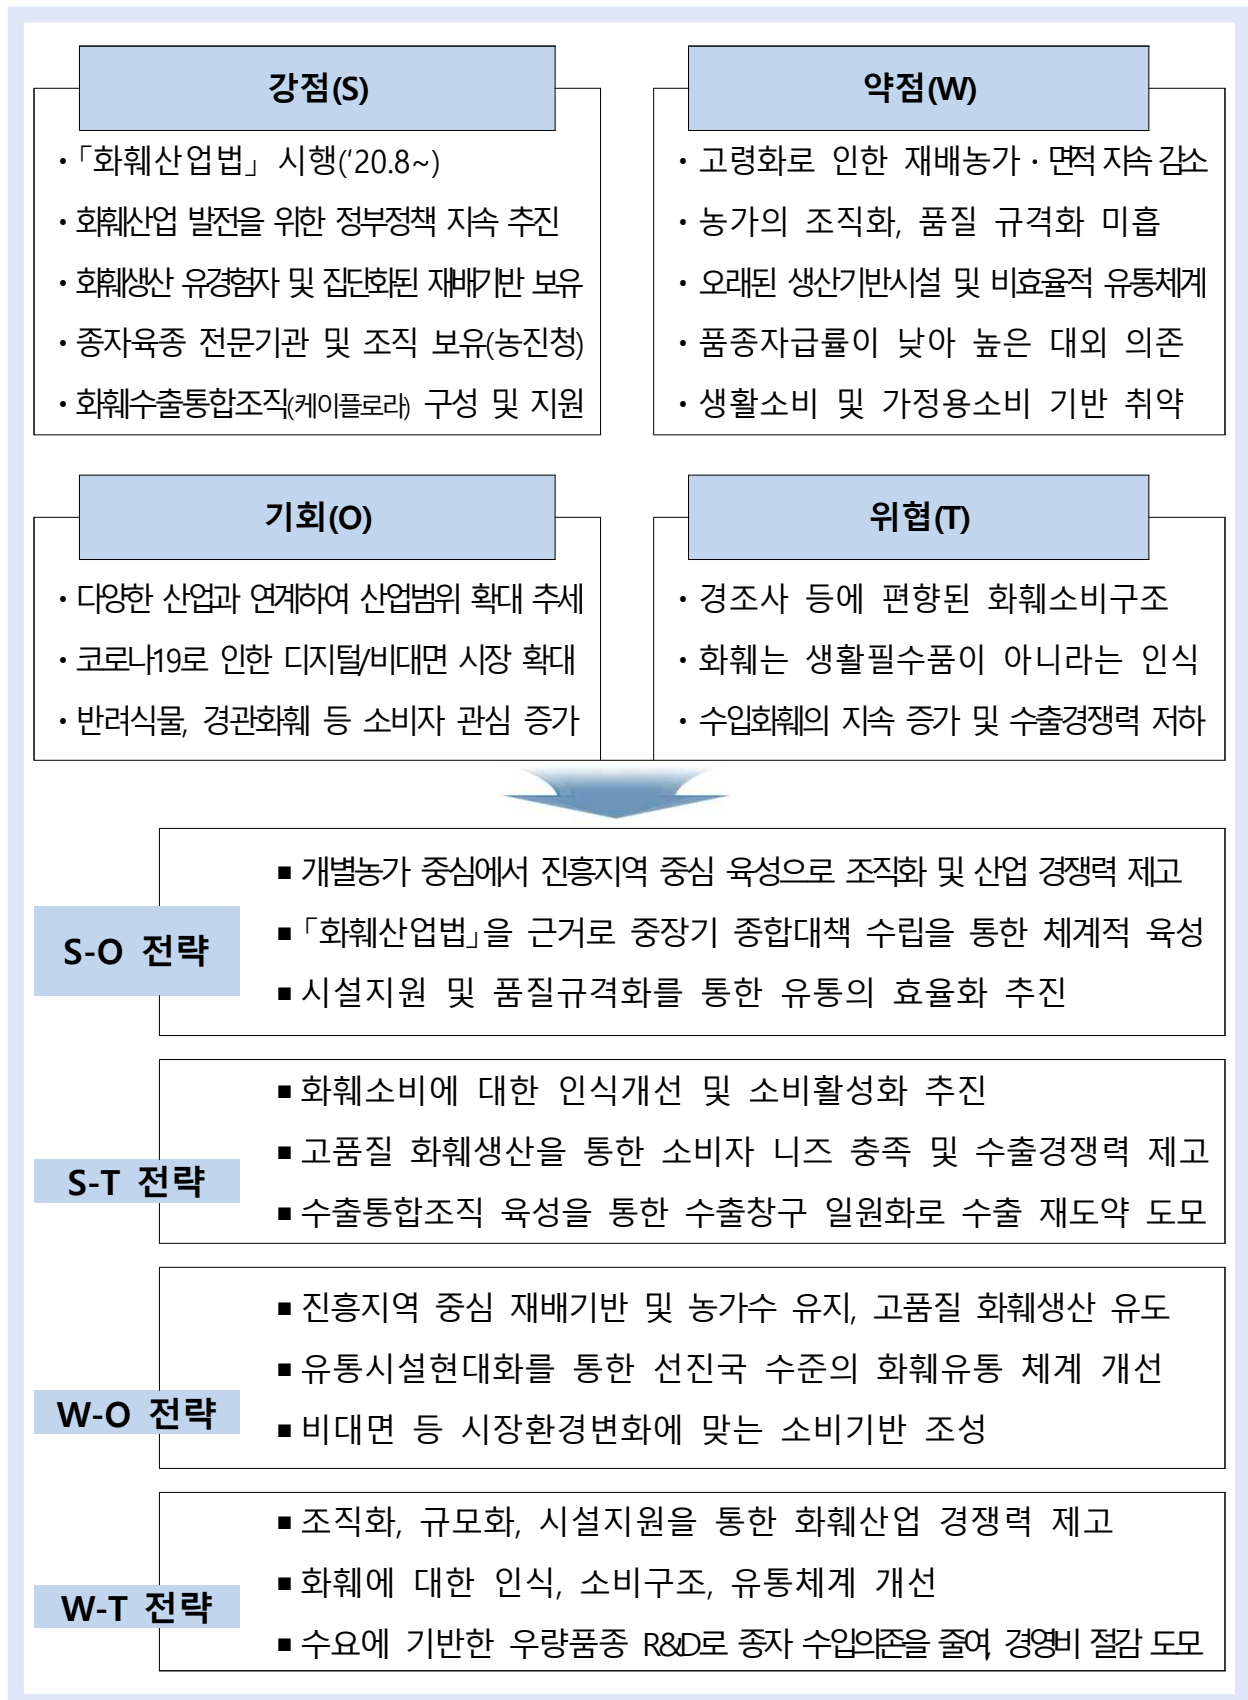 강점(S)
·「화훼산업법」 시행('20.8~)
· 화훼산업 발전을 위한 정부정책 지속 추진
· 화훼생산 유경험자 및 집단화된 재배기반 보유
· 종자육종 전문기관 및 조직 보유(농진청)
· 화훼수출통합조직(케이플로라) 구성 및 지원
약점(W)
· 고령화로 인한 재배농가 · 면적 지속 감소
· 농가의 조직화, 품질 규격화 미흡
· 오래된 생산기반시설 및 비효율적 유통체계
· 품종자급률이 낮아 높은 대외 의존
· 생활소비 및 가정용소비 기반 취약
기회(O)
· 다양한 산업과 연계하여 산업범위 확대 추세
· 코로나19로 인한 디지털/비대면 시장 확대
· 반려식물, 경관화훼 등 소비자 관심 증가
위협(T)
· 경조사 등에 편향된 화훼소비구조
· 화훼는 생활필수품이 아니라는 인식
· 수입화훼의 지속 증가 및 수출경쟁력 저하
S-O 전략
■ 개별농가 중심에서 진흥지역 중심 육성으로 조직화 및 산업 경쟁력 제고
■「화훼산업법」을 근거로 중장기 종합대책 수립을 통한 체계적 육성
■ 시설지원 및 품질규격화를 통한 유통의 효율화 추진
S-T 전략
■ 화훼소비에 대한 인식개선 및 소비활성화 추진
■ 고품질 화훼생산을 통한 소비자 니즈 충족 및 수출경쟁력 제고
■ 수출통합조직 육성을 통한 수출창구 일원화로 수출 재도약 도모
W-O 전략
■ 진흥지역 중심 재배기반 및 농가수 유지, 고품질 화훼생산 유도
■ 유통시설현대화를 통한 선진국 수준의 화훼유통 체계 개선
■ 비대면 등 시장환경변화에 맞는 소비기반 조성
W-T 전략
■ 조직화, 규모화, 시설지원을 통한 화훼산업 경쟁력 제고
■ 화훼에 대한 인식, 소비구조, 유통체계 개선
■ 수요에 기반한 우량품종 R&D로 종자 수입의존을 줄여, 경영비 절감 도모